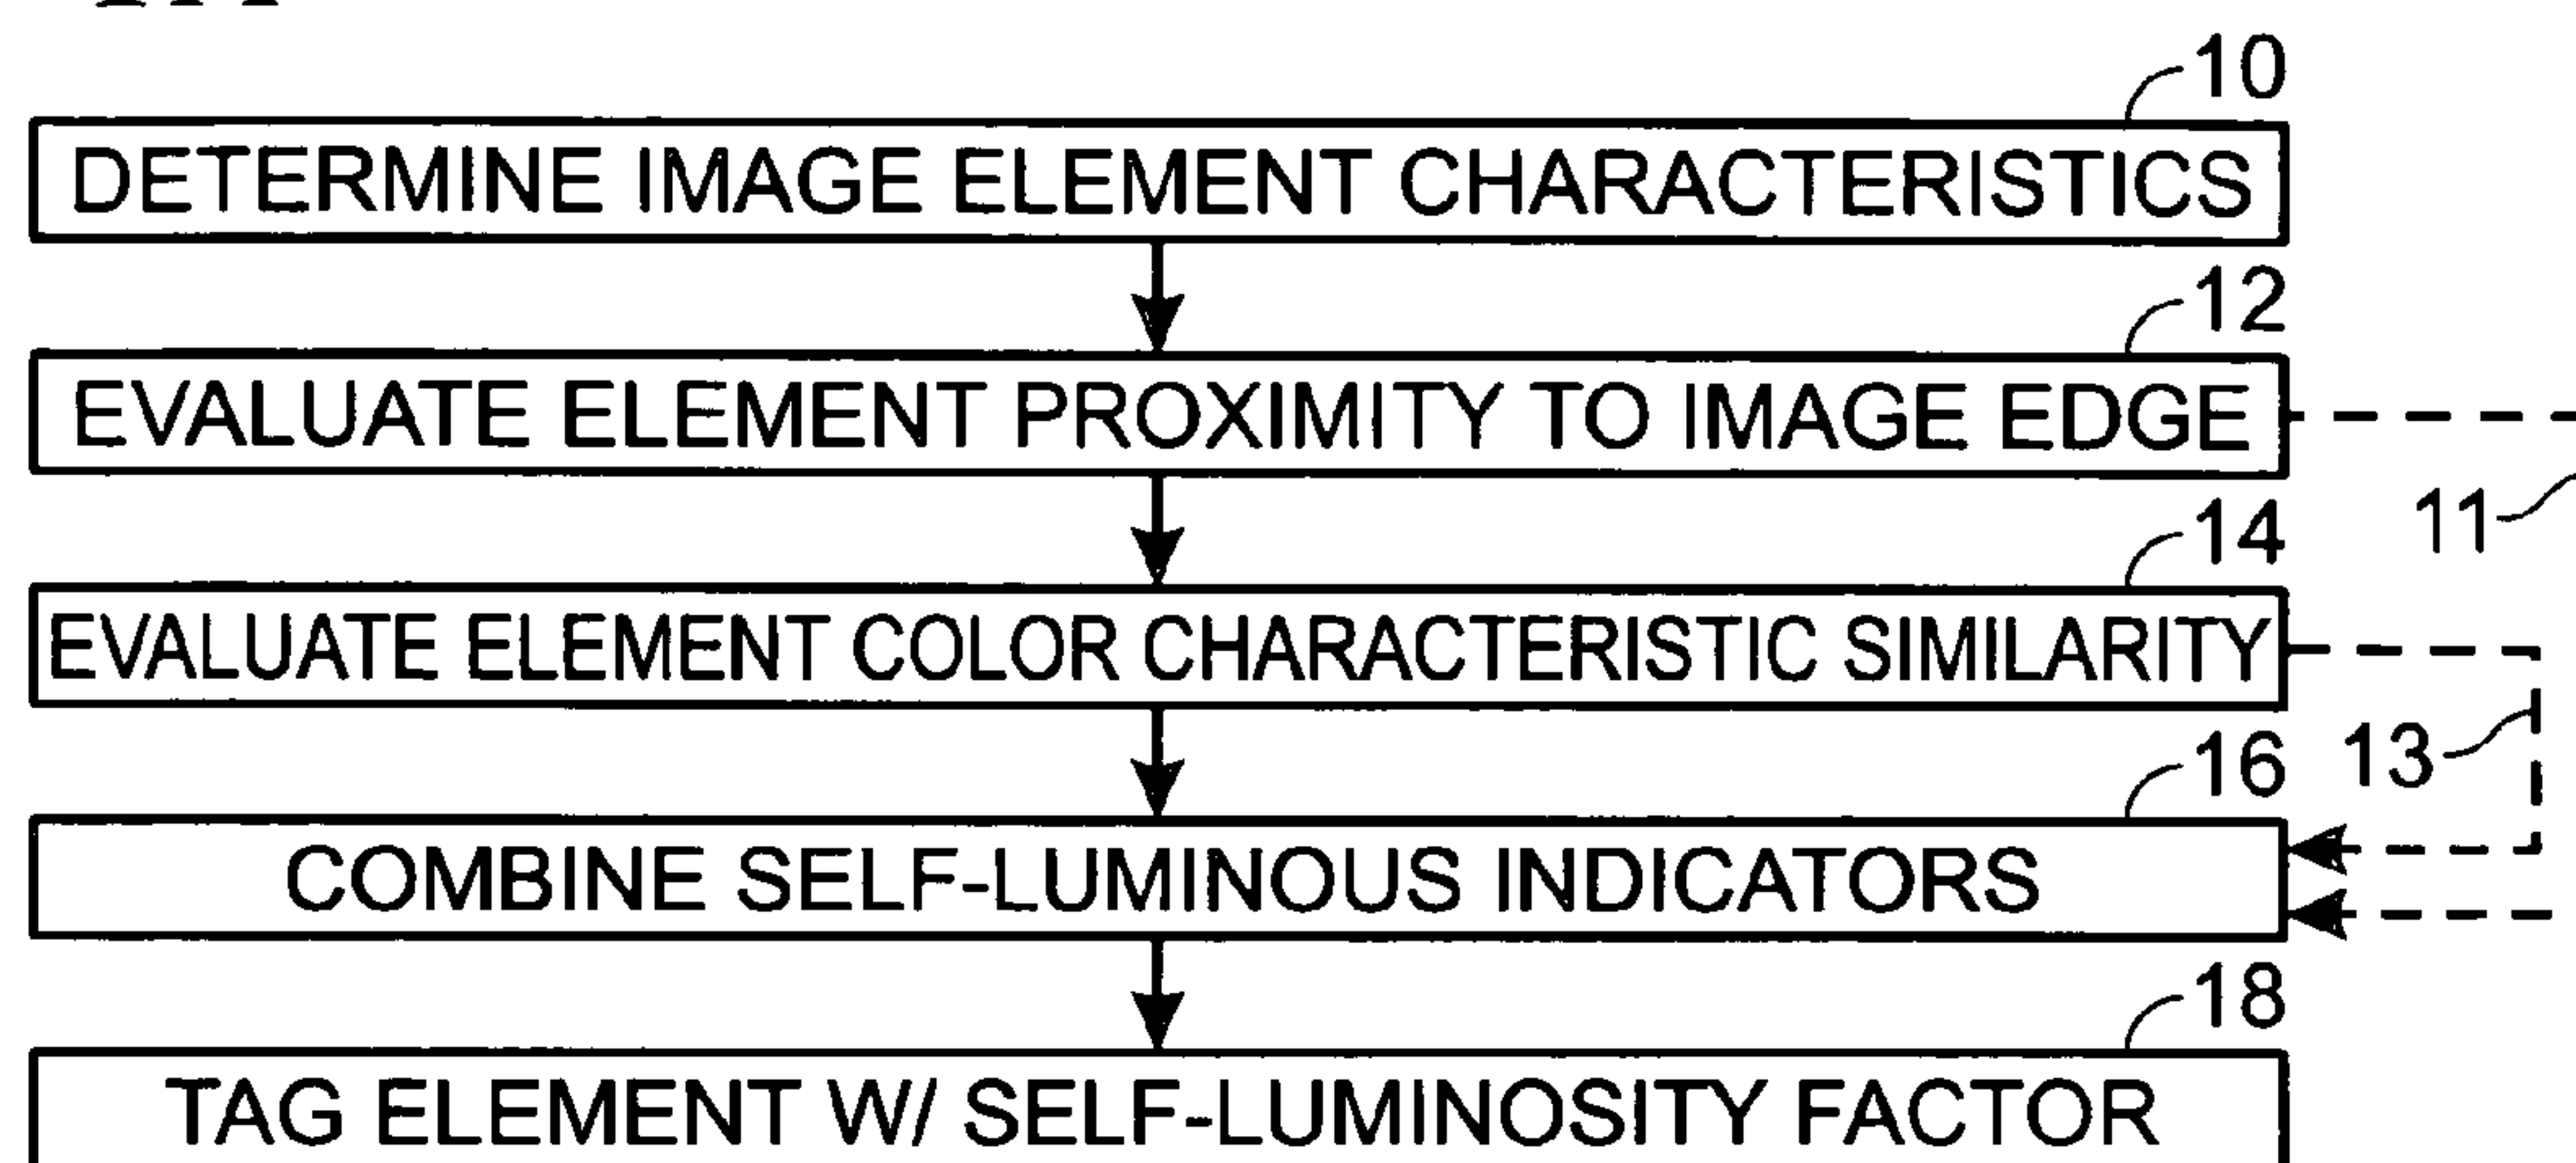 10
DETERMINE IMAGE ELEMENT CHARACTERISTICS
12
EVALUATE ELEMENT PROXIMITY TO IMAGE EDGE
11
14
EVALUATE ELEMENT COLOR CHARACTERISTIC SIMILARITY
13
16
COMBINE SELF-LUMINOUS INDICATORS
18
TAG ELEMENT W/ SELF-LUMINOSITY FACTOR